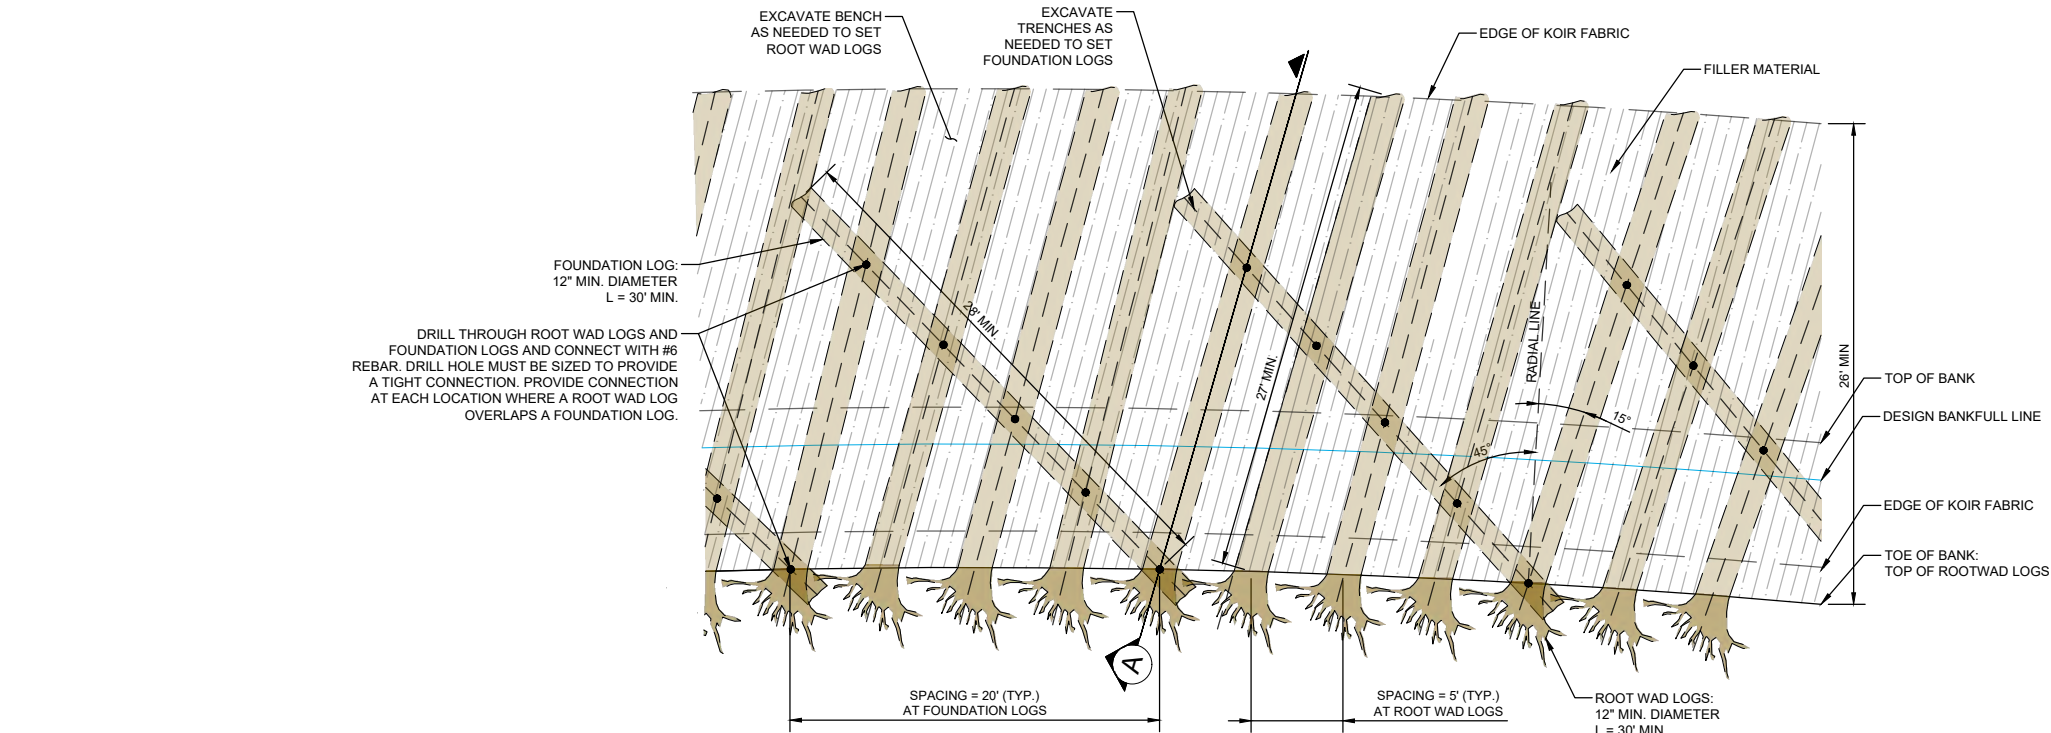 EXCAVATE BENCH
AS NEEDED TO SET
ROOT WAD LOGS
EXCAVATE
TRENCHES AS
NEEDED TO SET
FOUNDATION LOGS
EDGE OF KOIR FABRIC
FILLER MATERIAL
FOUNDATION LOG:
12" MIN. DIAMETER
L = 30' MIN.
DRILL THROUGH ROOT WAD LOGS AND
FOUNDATION LOGS AND CONNECT WITH #6
REBAR. DRILL HOLE MUST BE SIZED TO PROVIDE
A TIGHT CONNECTION. PROVIDE CONNECTION
AT EACH LOCATION WHERE A ROOT WAD LOG
OVERLAPS A FOUNDATION LOG.
28' MIN.
27' MIN.
RADIAL LINE
15°
45°
26' MIN
TOP OF BANK
DESIGN BANKFULL LINE
EDGE OF KOIR FABRIC
TOE OF BANK:
TOP OF ROOTWAD LOGS
A
SPACING = 20' (TYP.)
AT FOUNDATION LOGS
SPACING = 5' (TYP.)
AT ROOT WAD LOGS
ROOT WAD LOGS:
12" MIN. DIAMETER
L = 30' MIN